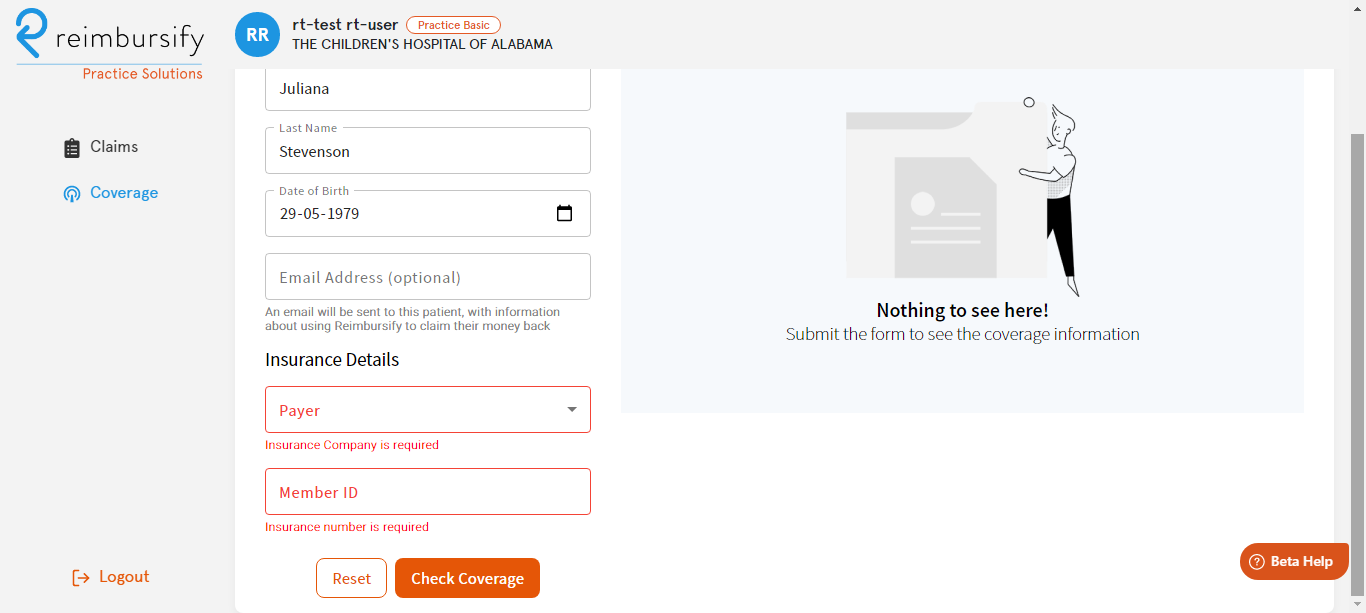 reimbursify
Practice Solutions
RR
rt-test rt-user
Practice Basic
THE CHILDREN'S HOSPITAL OF ALABAMA
Claims
Coverage
Logout
Juliana
Last Name
Stevenson
Date of Birth
29-05-1979
Email Address (optional)
An email will be sent to this patient, with information
about using Reimbursify to claim their money back
Insurance Details
Payer
Insurance Company is required
Member ID
Insurance number is required
Reset
Check Coverage
Nothing to see here!
Submit the form to see the coverage information
Beta Help